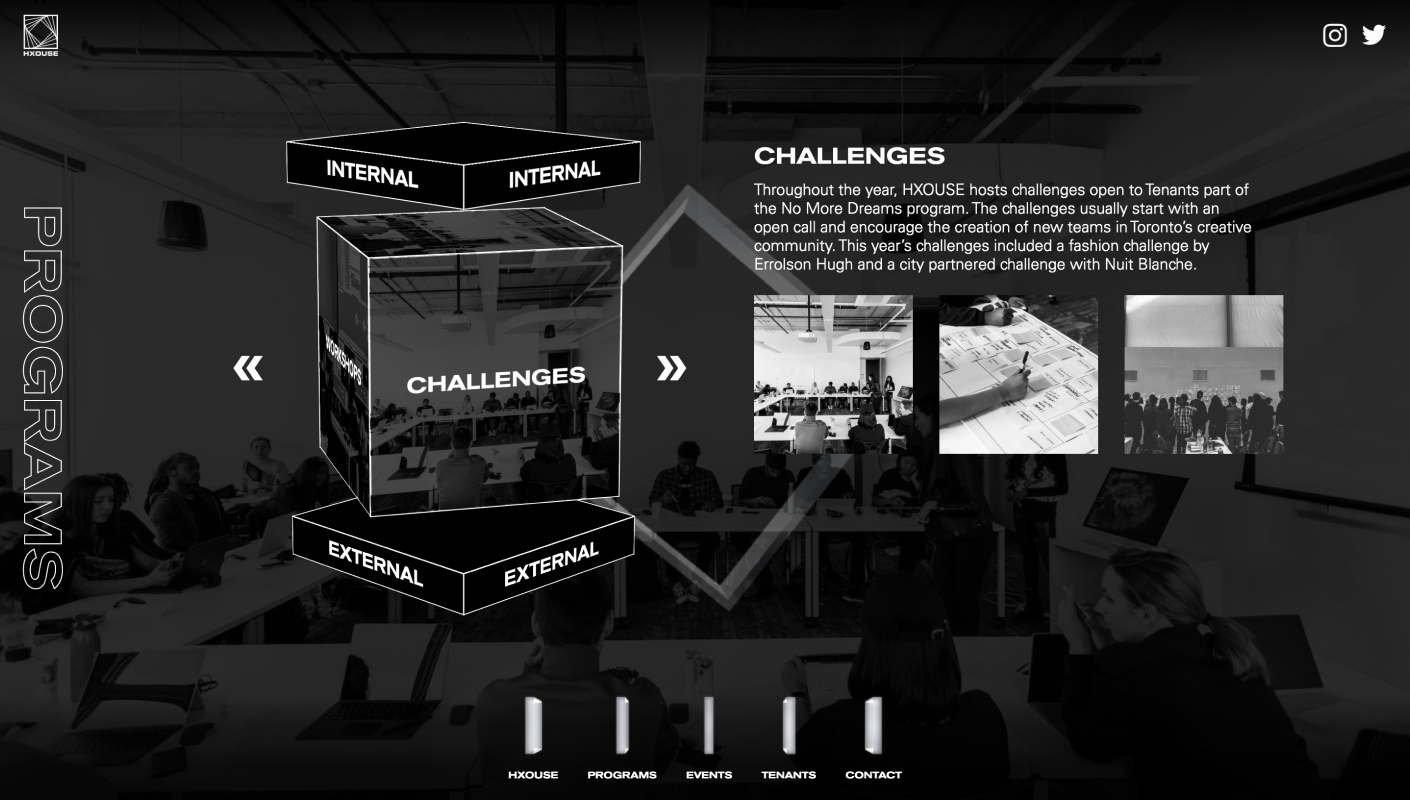 HXOUSE
PROGRAMS
INTERNAL
INTERNAL
WORKSHOPS
CHALLENGES
EXTERNAL
EXTERNAL
CHALLENGES
Throughout the year, HXOUSE hosts challenges open to Tenants part of
the No More Dreams program. The challenges usually start with an
open call and encourage the creation of new teams in Toronto’s creative
community. This year’s challenges included a fashion challenge by
Errolson Hugh and a city partnered challenge with Nuit Blanche.
HXOUSE
PROGRAMS
EVENTS
TENANTS
CONTACT